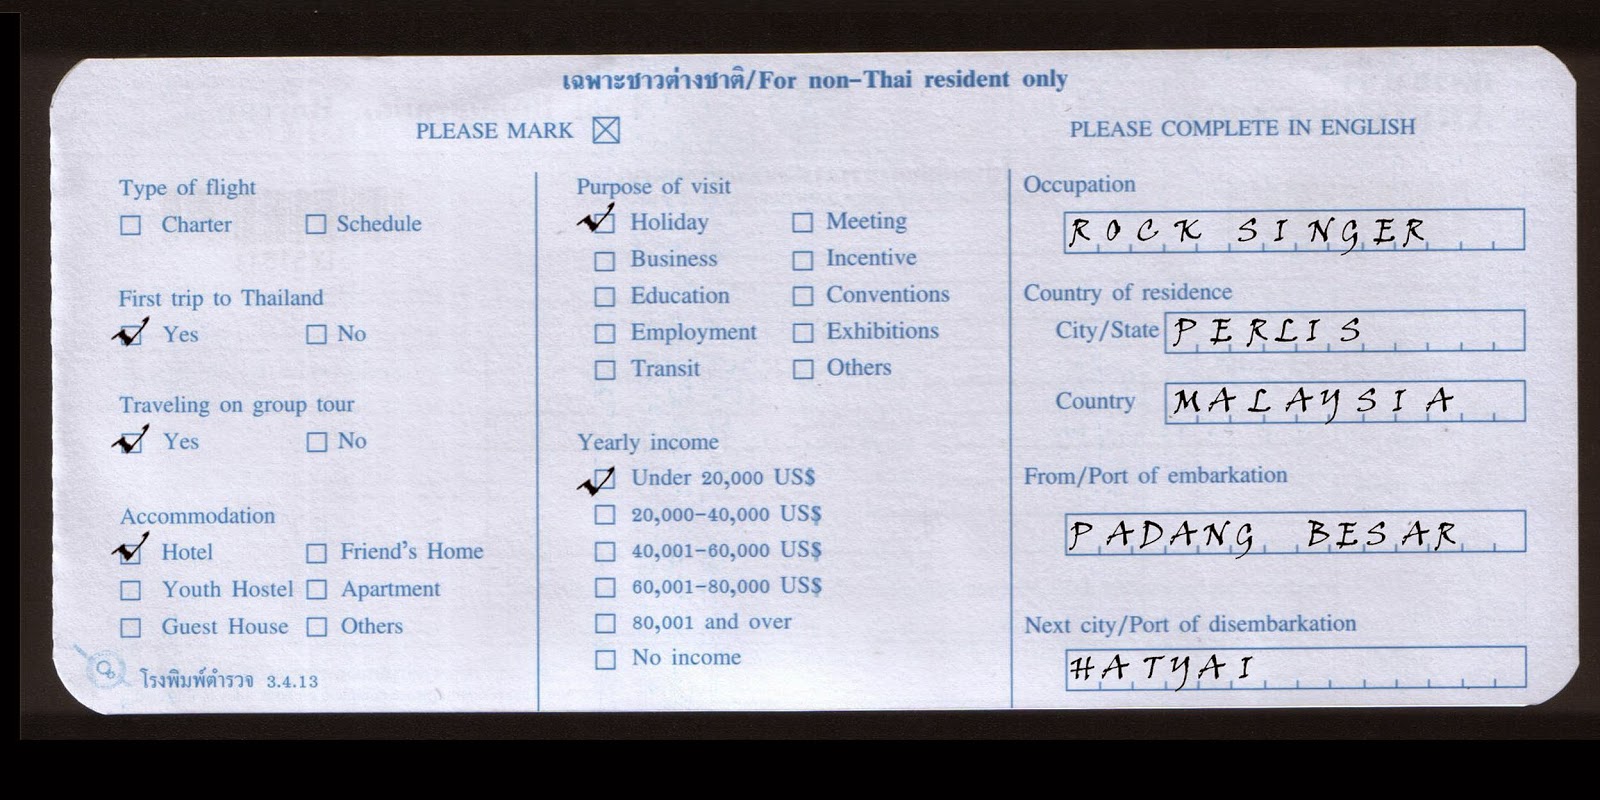 เฉพาะชาวต่างชาติ/For non-Thai resident only
PLEASE MARK
PLEASE COMPLETE IN ENGLISH
Type of flight
Charter Schedule
First trip to Thailand
Yes No
Traveling on group tour
Yes No
Accommodation
Hotel Friend's Home
Youth Hostel Apartment
Guest House Others
โรงพิมพ์ตำรวจ 3.4.13
Purpose of visit
Holiday Meeting
Business Incentive
Education Conventions
Employment Exhibitions
Transit Others
Yearly income
Under 20,000 US$
20,000-40,000 US$
40,001-60,000 US$
60,001-80,000 US$
80,001 and over
No income
Occupation
ROCK SINGER
Country of residence
City/State PERLIS
Country MALAYSIA
From/Port of embarkation
PADANG BESAR
Next city/Port of disembarkation
HATYAI